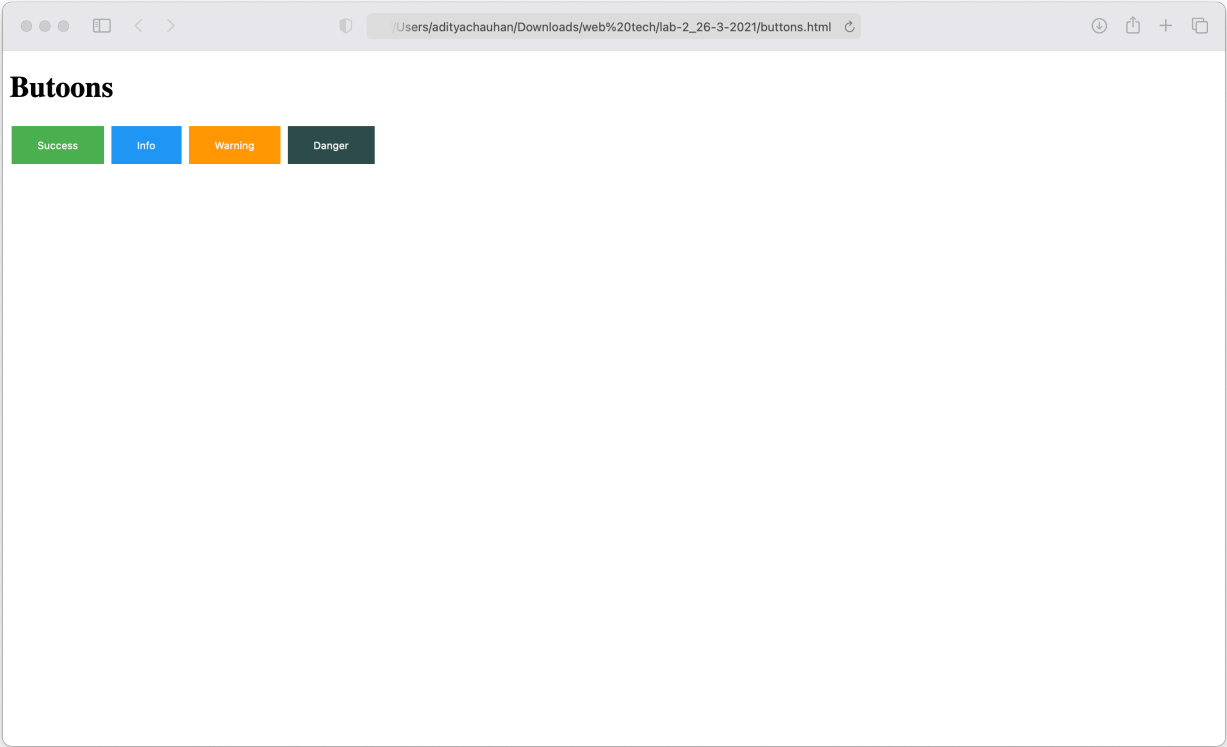 /Users/adityachauhan/Downloads/web%20tech/lab-2_26-3-2021/buttons.html
Butoons
Success Info Warning Danger